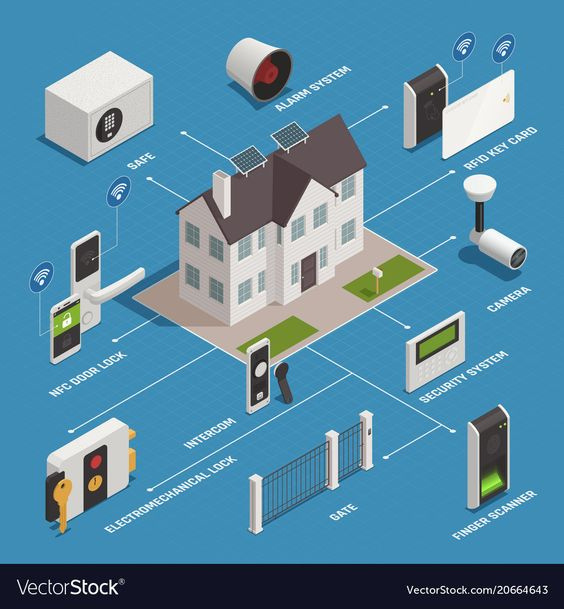 ALARM SYSTEM
SAFE
RFID KEY CARD
CAMERA
NFC DOOR LOCK
INTERCOM
SECURITY SYSTEM
ELECTROMECHANICAL LOCK
GATE
FINGER SCANNER
VectorStock®
VectorStock.com/20664643